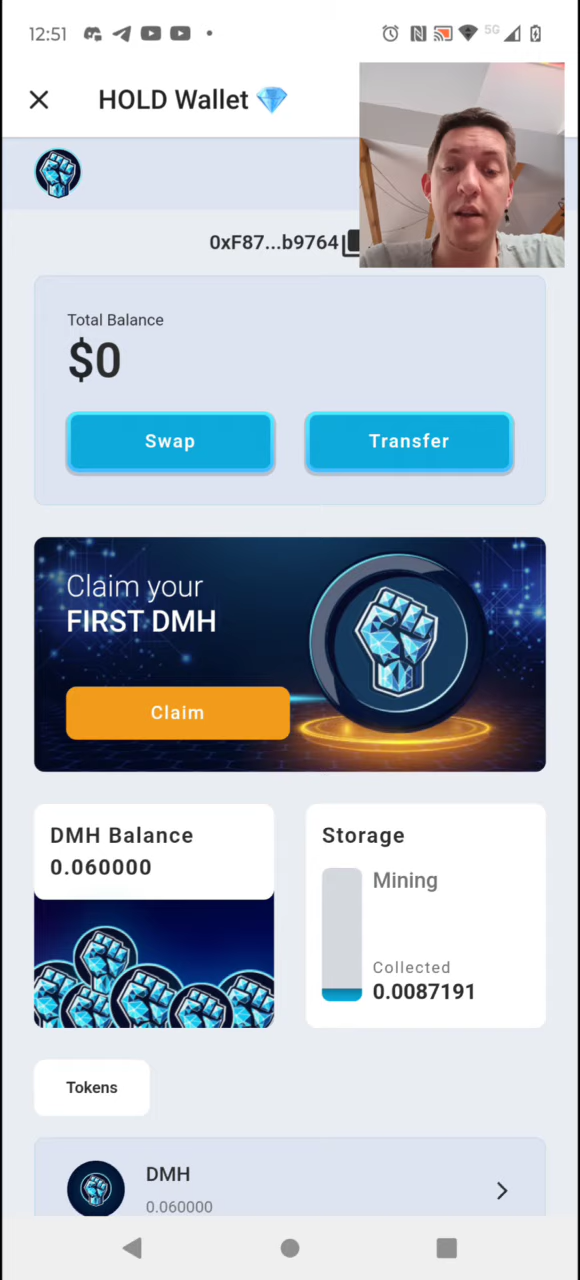 12:51
5G
HOLD Wallet
0xF87...b9764
Total Balance
$0
Swap
Transfer
Claim your
FIRST DMH
Claim
DMH Balance
0.060000
Storage
Mining
Collected
0.0087191
Tokens
DMH
0.060000